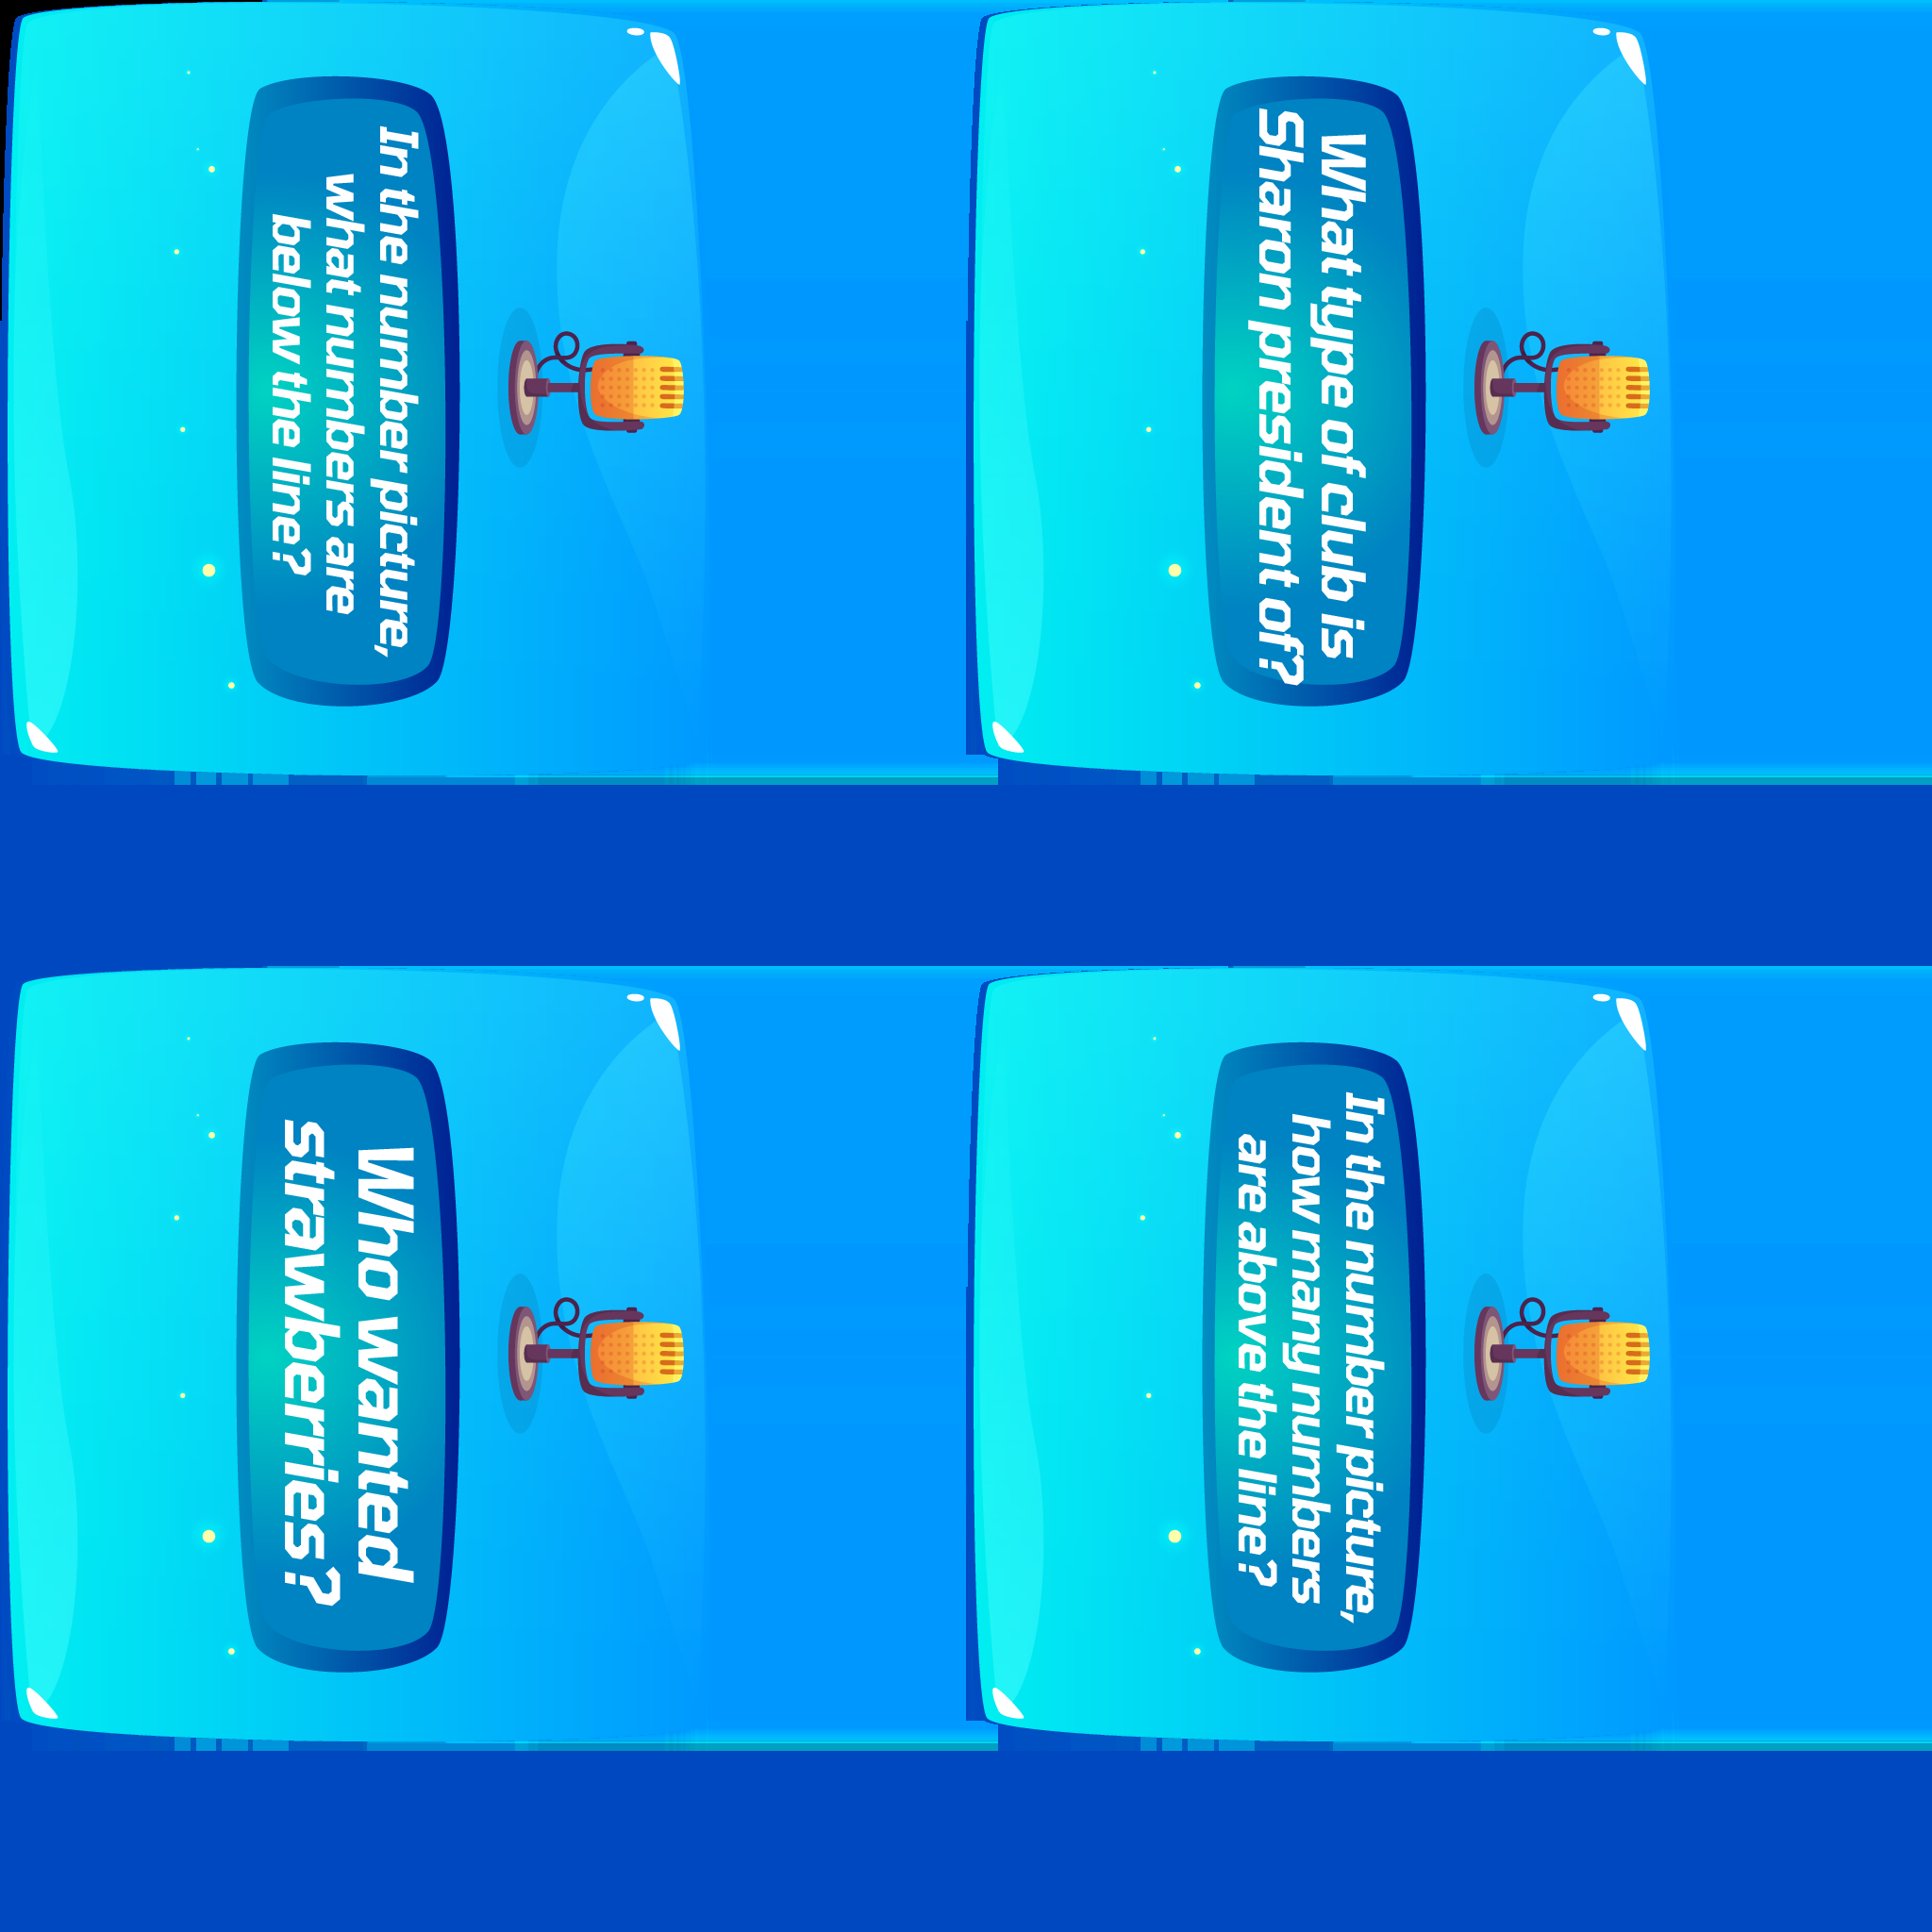 In the number picture,
what numbers are
below the line?
What type of club is
Sharon president of?
Who wanted
strawberries?
In the number picture,
how many numbers
are above the line?